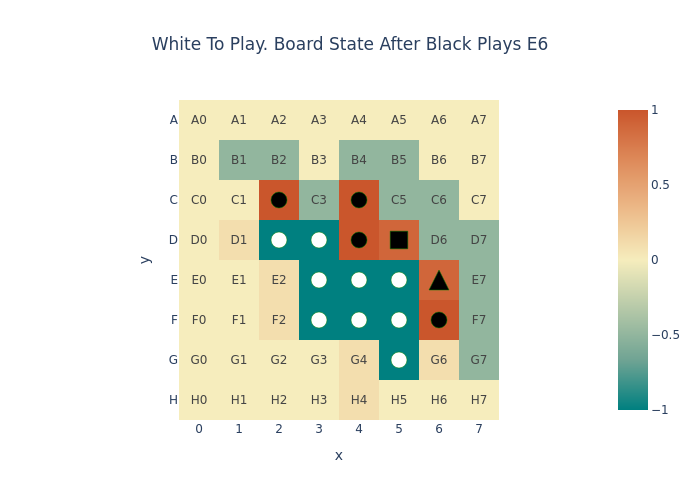 White To Play. Board State After Black Plays E6
A A0 A1 A2 A3 A4 A5 A6 A7
B B0 B1 B2 B3 B4 B5 B6 B7
C C0 C1 C3 C5 C6 C7
D D0 D1 D6 D7
E E0 E1 E2 E7
F F0 F1 F2 F7
G G0 G1 G2 G3 G4 G6 G7
H H0 H1 H2 H3 H4 H5 H6 H7
0 1 2 3 4 5 6 7
x
y
1
0.5
0
−0.5
−1